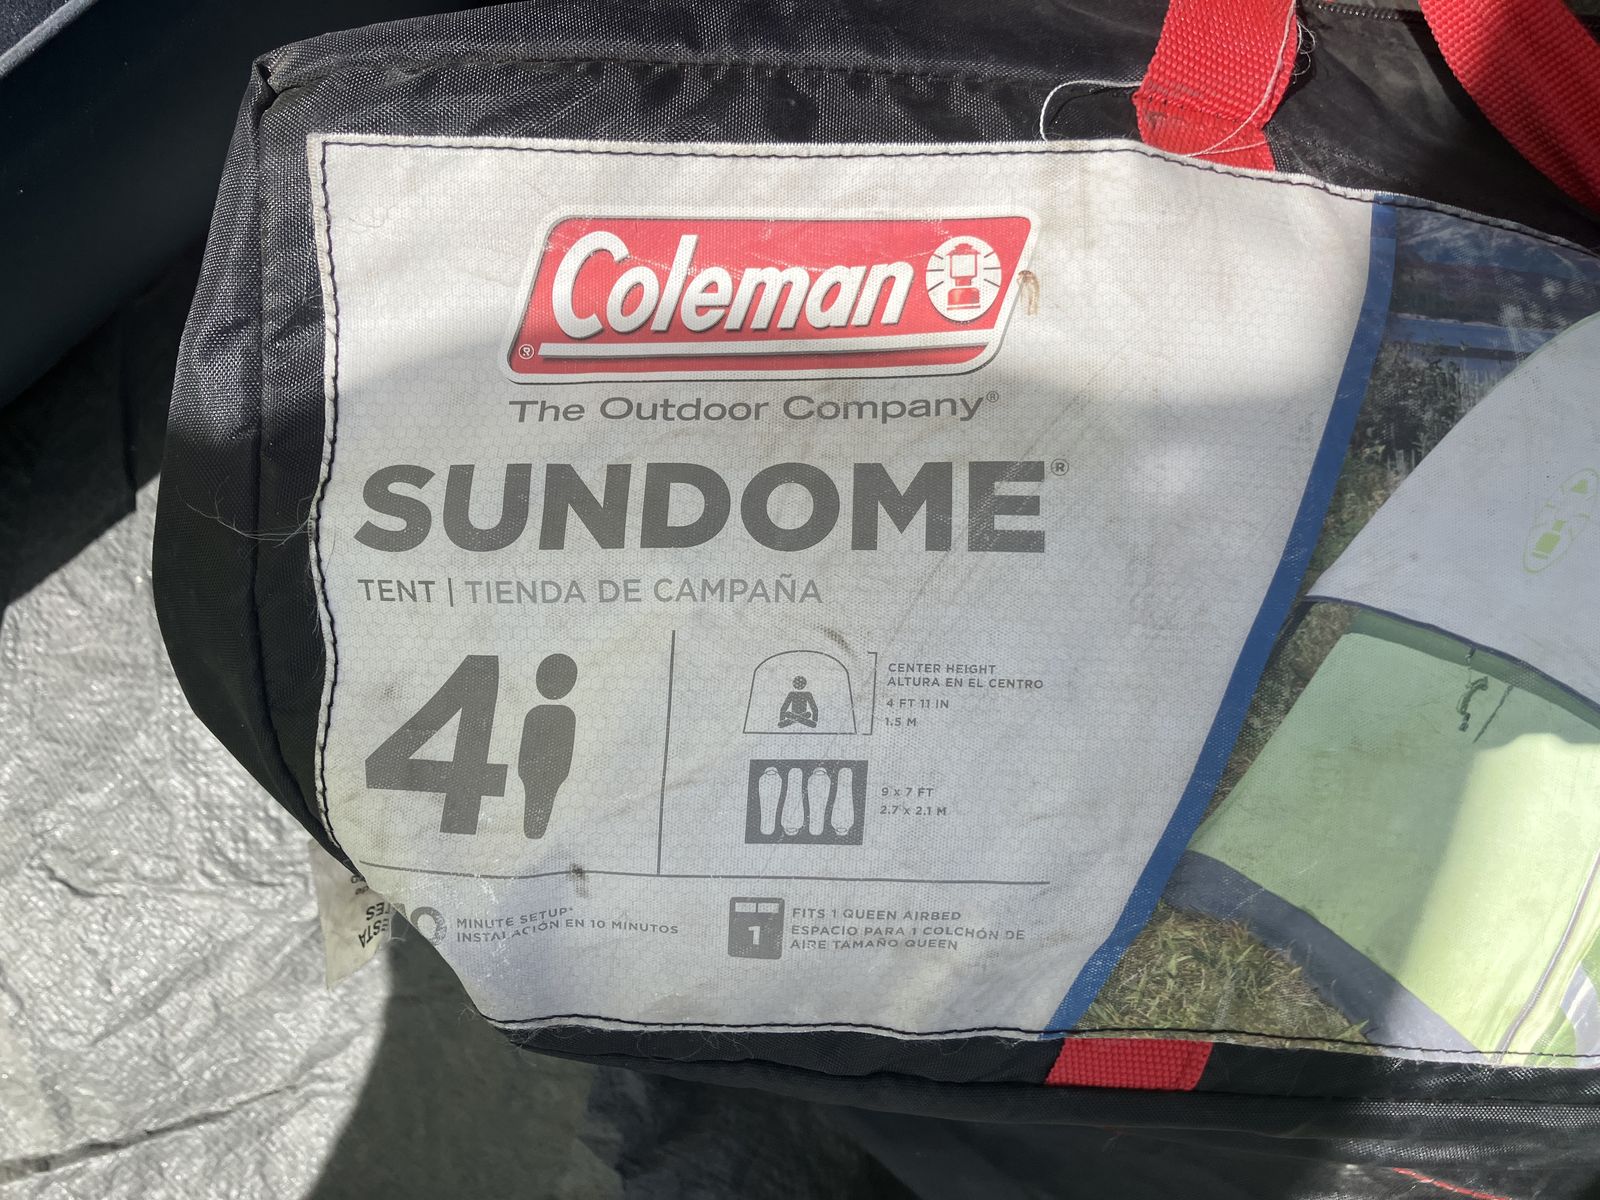 Coleman
®
The Outdoor Company®
SUNDOME®
TENT | TIENDA DE CAMPAÑA
4
CENTER HEIGHT
ALTURA EN EL CENTRO
4 FT 11 IN
1.5 M
9 x 7 FT
2.7 x 2.1 M
MINUTE SETUP*
INSTALACIÓN EN 10 MINUTOS
1
FITS 1 QUEEN AIRBED
ESPACIO PARA 1 COLCHÓN DE
AIRE TAMAÑO QUEEN